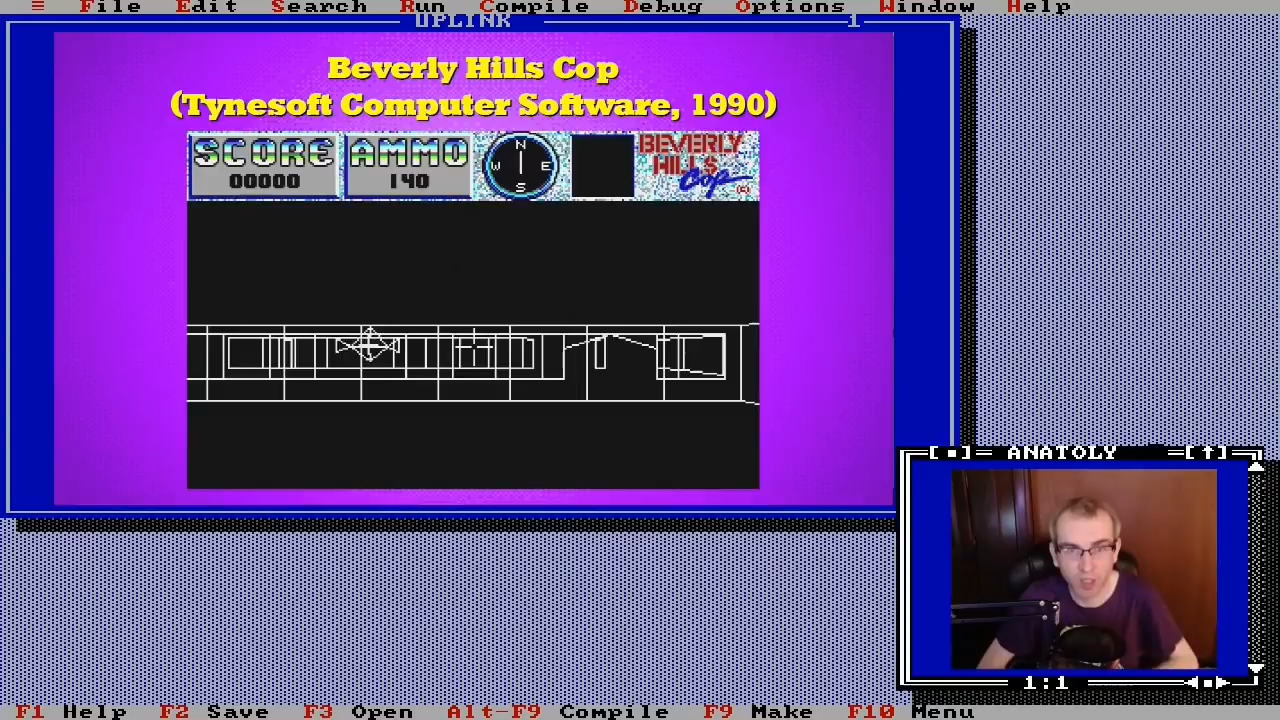 ≡ File Edit Search Run Compile Debug Options Window Help
UPLINK 1
Beverly Hills Cop
(Tynesoft Computer Software, 1990)
SCORE
00000
AMMO
140
N
W E
S
BEVERLY
HILLS
Cop
(C)
[▪] ANATOLY [↑]
1:1
F1 Help F2 Save F3 Open Alt-F9 Compile F9 Make F10 Menu